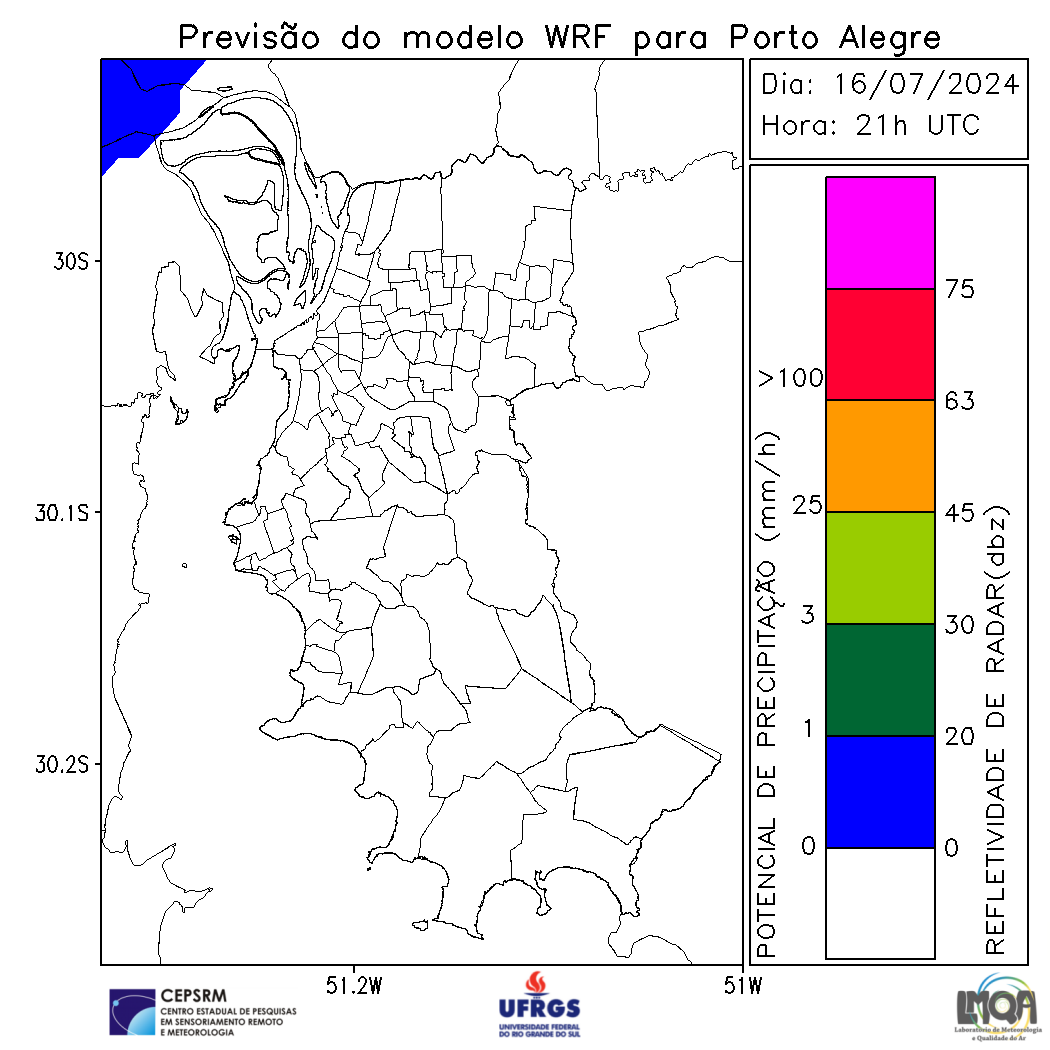 Previsão do modelo WRF para Porto Alegre
Dia: 16/07/2024
Hora: 21h UTC
30S
30.1S
30.2S
51.2W
51W
POTENCIAL DE PRECIPITAÇÃO (mm/h)
>100
25
3
1
0
75
63
45
30
20
0
REFLETIVIDADE DE RADAR(dbz)
CEPSRM
CENTRO ESTADUAL DE PESQUISAS
EM SENSORIAMENTO REMOTO
E METEOROLOGIA
UFRGS
UNIVERSIDADE FEDERAL
DO RIO GRANDE DO SUL
LMQA
Laboratório de Meteorologia
e Qualidade do Ar